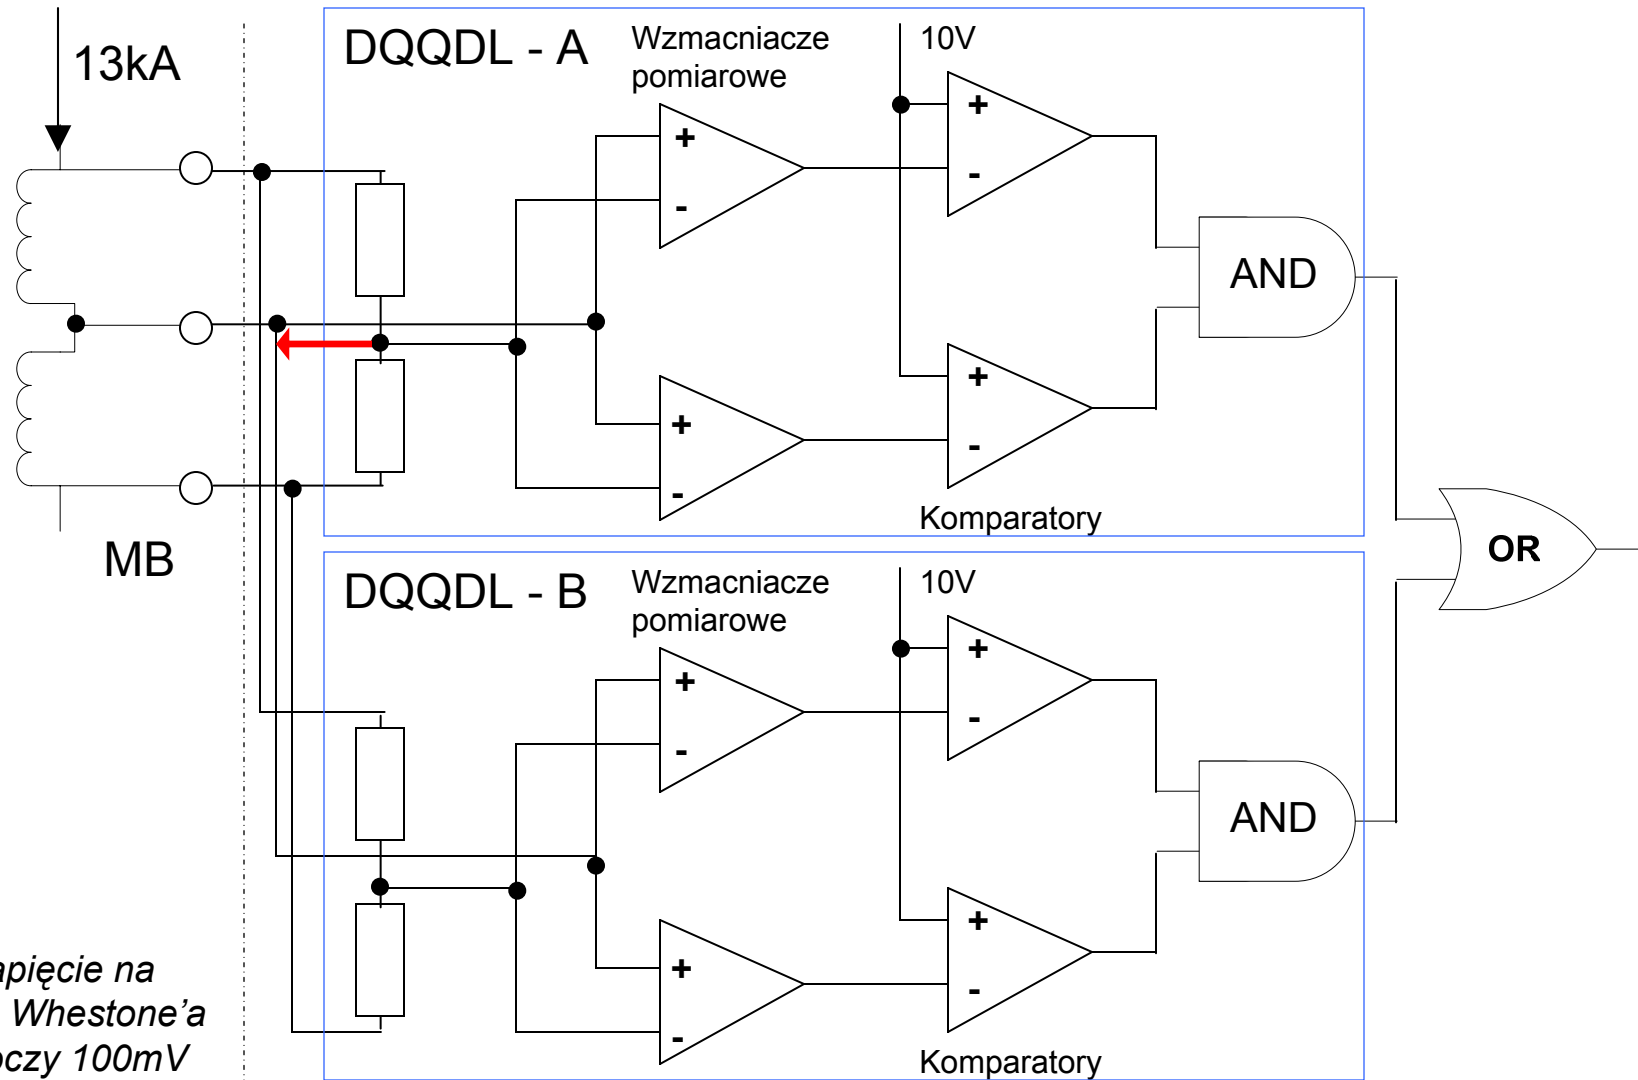 13kA
DQQDL - A
Wzmacniacze
pomiarowe
10V
+
-
+
-
AND
+
-
+
-
Komparatory
MB
OR
DQQDL - B
Wzmacniacze
pomiarowe
10V
+
-
+
-
AND
+
-
+
-
Komparatory
apięcie na
Whestone’a
oczy 100mV